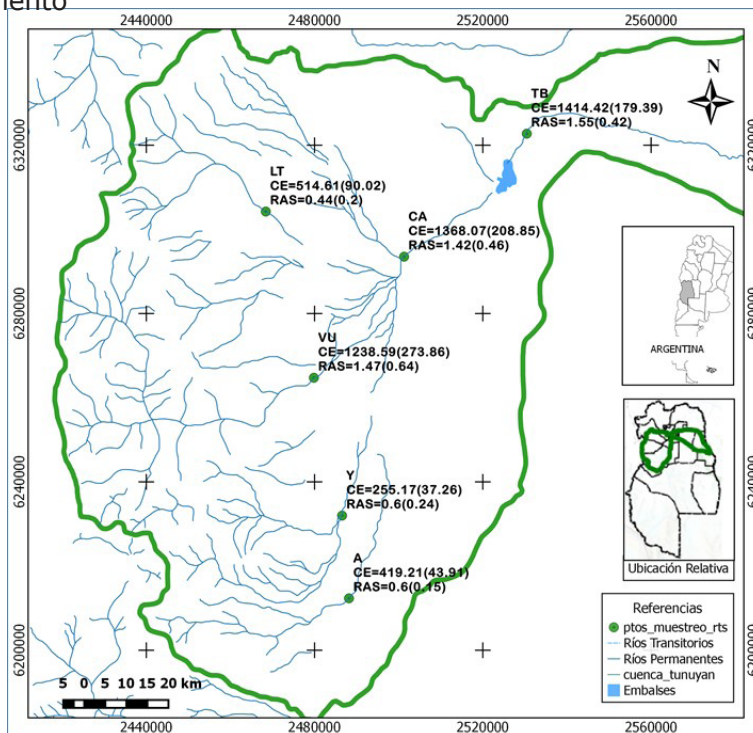 2440000 2480000 2520000 2560000
N
TB
CE=1414.42(179.39)
RAS=1.55(0.42)
6320000
6320000
LT
CE=514.61(90.02)
RAS=0.44(0.2)
CA
CE=1368.07(208.85)
RAS=1.42(0.46)
6280000
6280000
VU
CE=1238.59(273.86)
RAS=1.47(0.64)
ARGENTINA
6240000
6240000
Y
CE=255.17(37.26)
RAS=0.6(0.24)
A
CE=419.21(43.91)
RAS=0.6(0.15)
Ubicación Relativa
6200000
6200000
Referencias
ptos_muestreo_rts
Ríos Transitorios
Ríos Permanentes
cuenca_tunuyan
Embalses
5 0 5 10 15 20 km
2440000 2480000 2520000 2560000